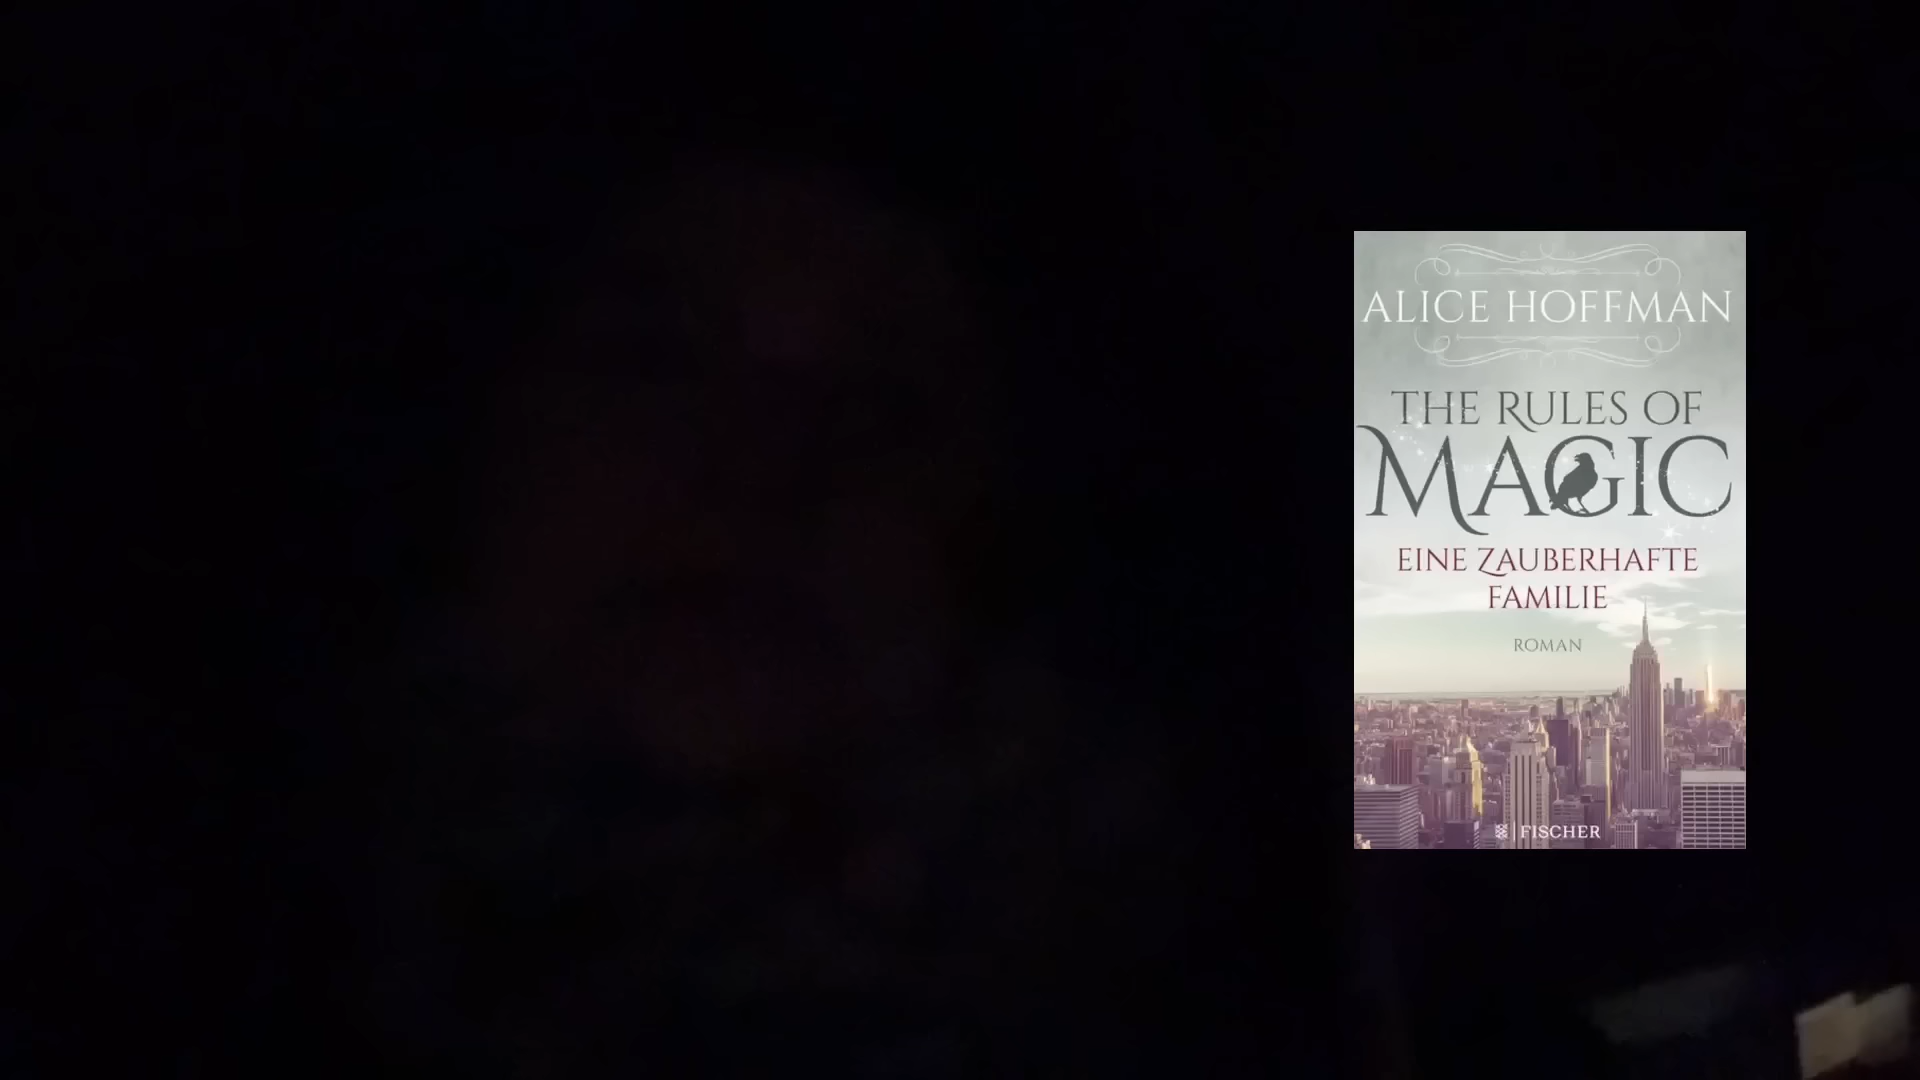 ALICE HOFFMAN
THE RULES OF
MAGIC
EINE ZAUBERHAFTE
FAMILIE
ROMAN
FISCHER